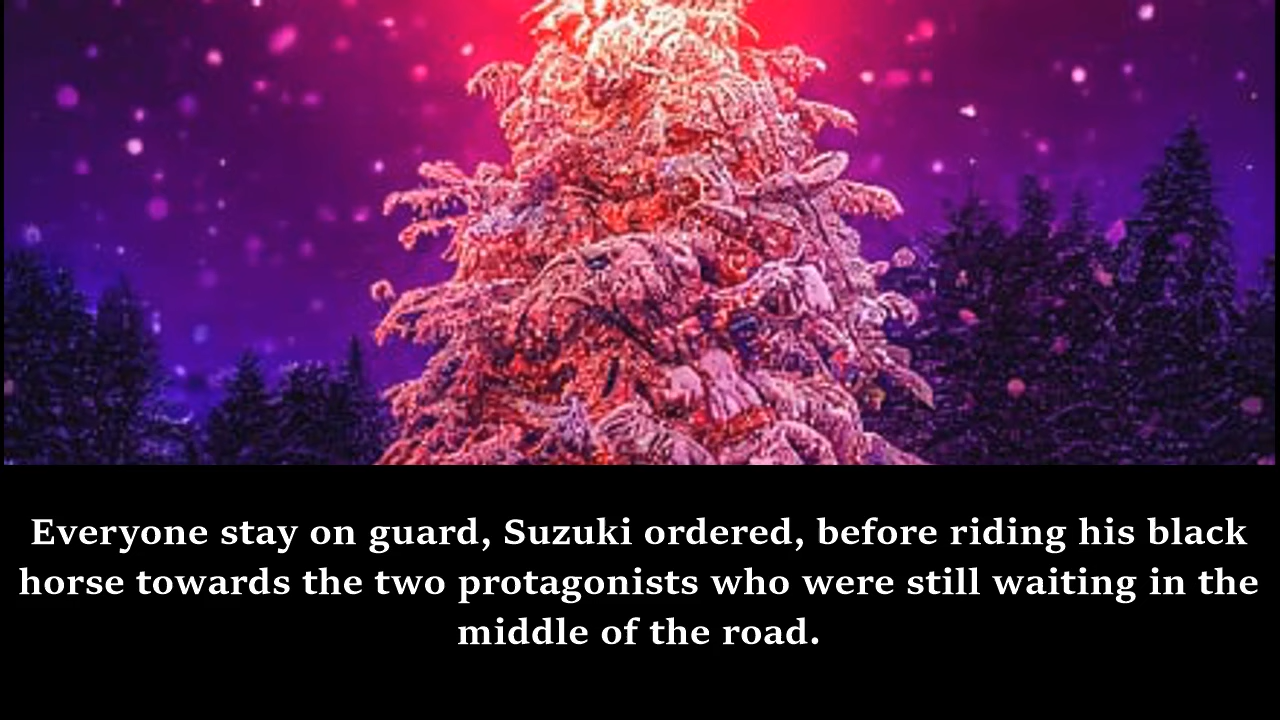 Everyone stay on guard, Suzuki ordered, before riding his black
horse towards the two protagonists who were still waiting in the
middle of the road.